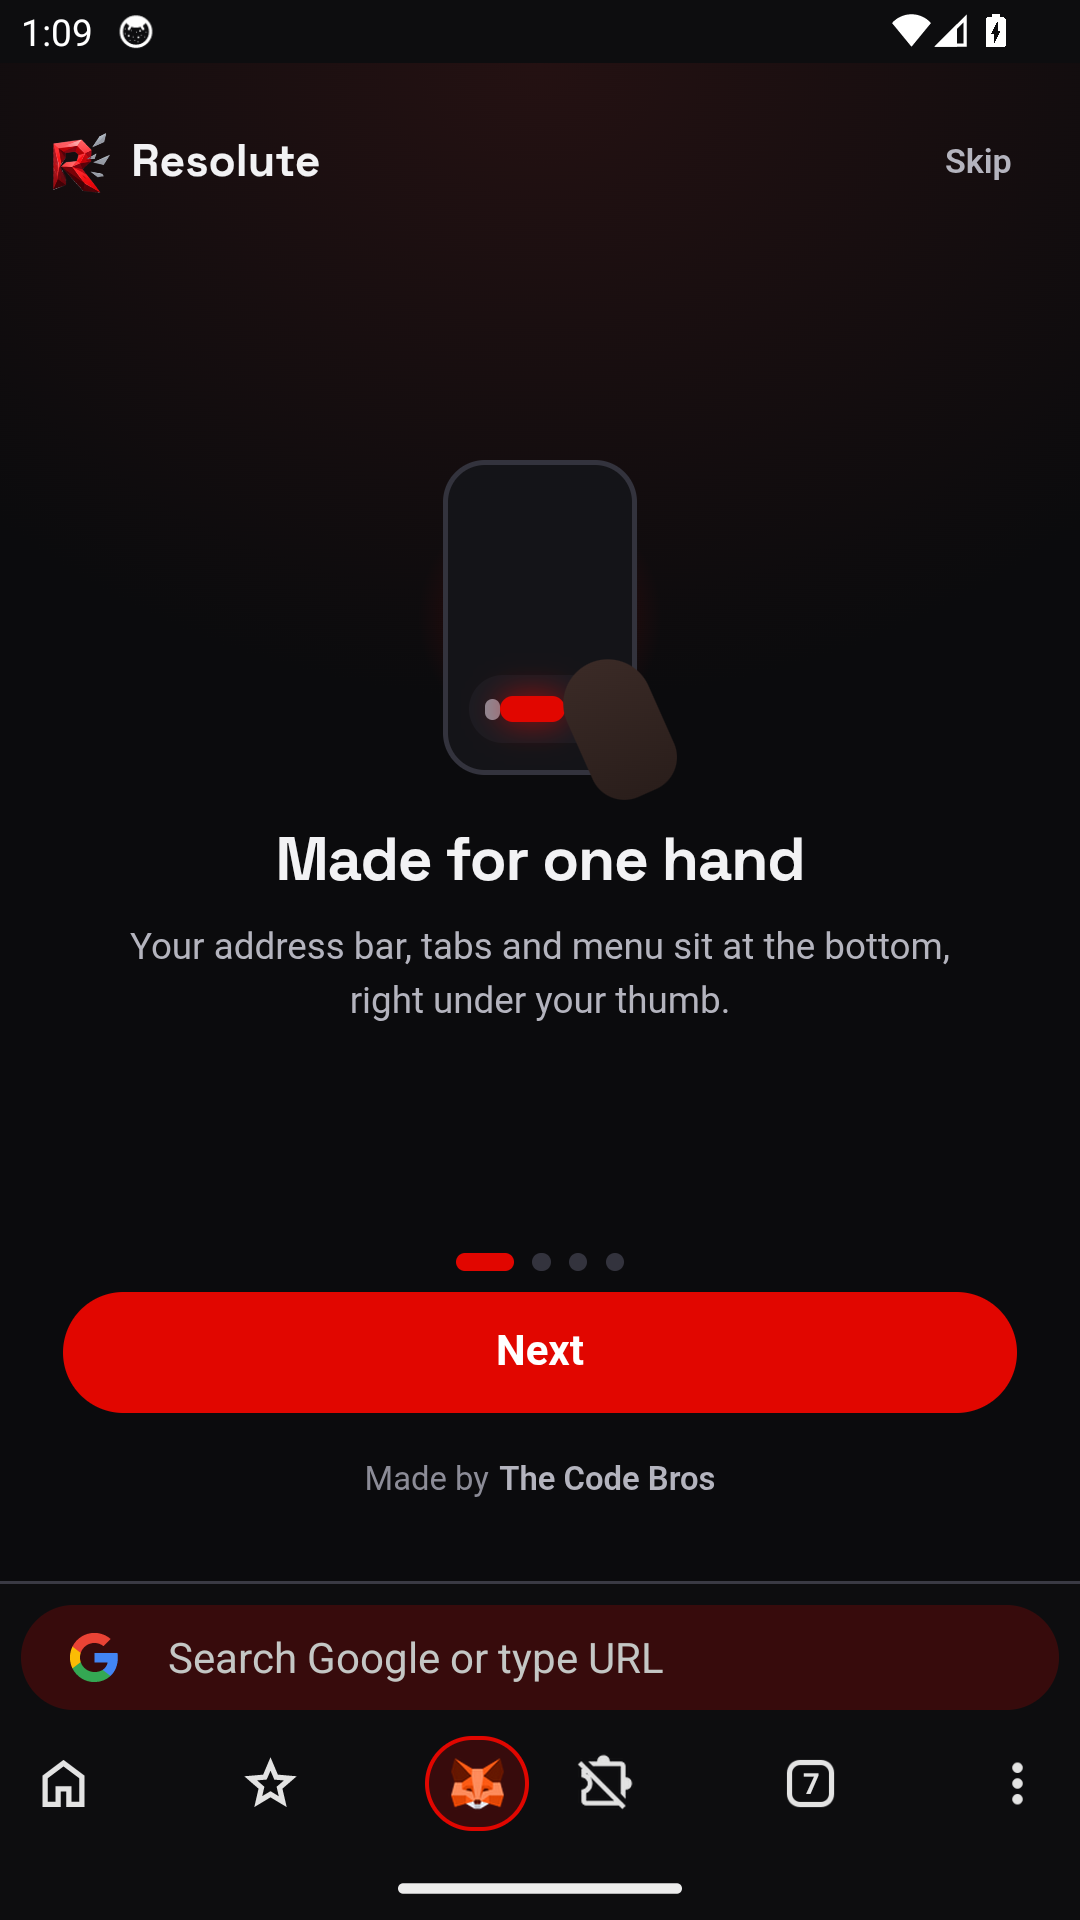 1:09
Resolute
Skip
Made for one hand
Your address bar, tabs and menu sit at the bottom,
right under your thumb.
Next
Made by The Code Bros
Search Google or type URL
7